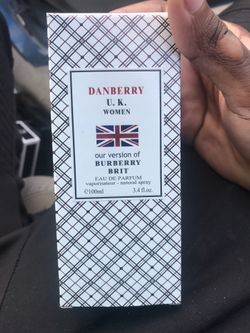 DANBERRY
U. K.
WOMEN
our version of
BURBERRY
BRIT
EAU DE PARFUM
vaporisateur - natural spray
℮100ml 3.4 fl.oz.